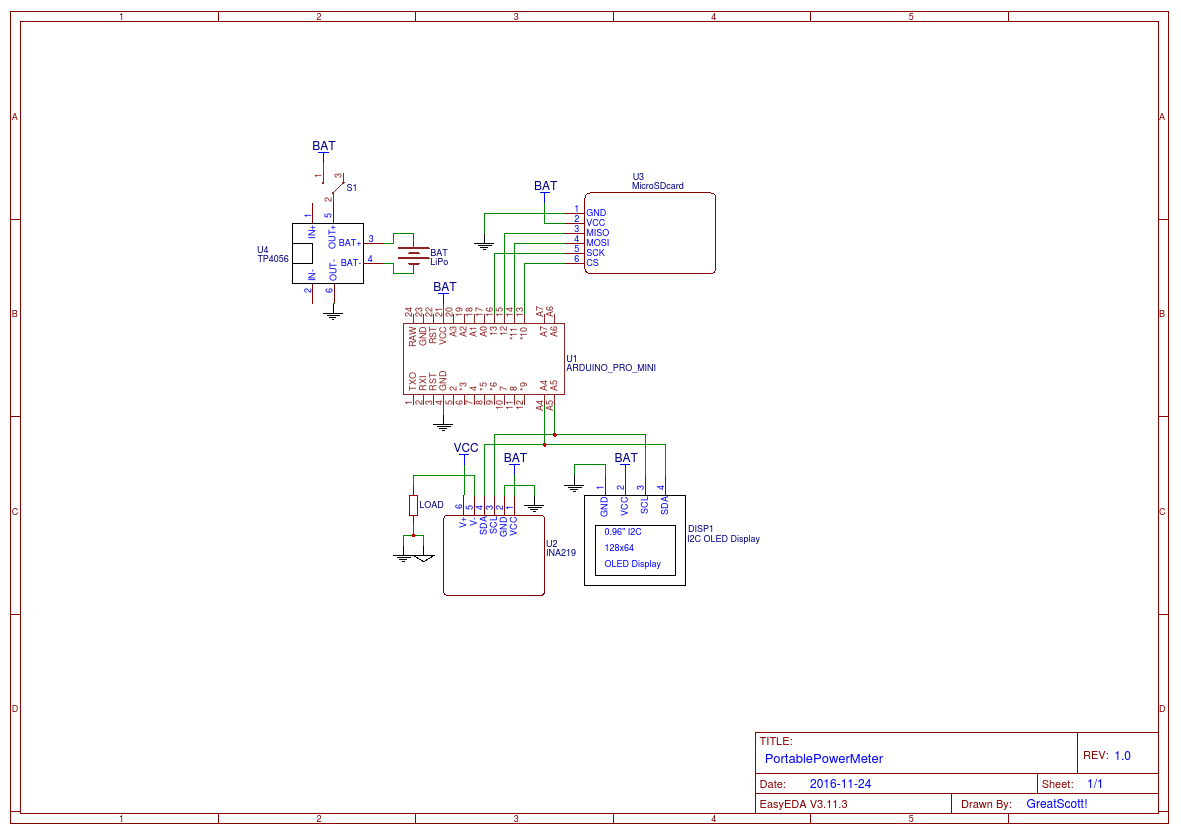 1 2 3 4 5
A A
BAT
1 3
S1
2
1 5
IN+ OUT+
BAT+ 3
U4
TP4056
BAT- 4
IN- OUT-
2 6
BAT
LiPo
BAT
U3
MicroSDcard
1 GND
2 VCC
3 MISO
4 MOSI
5 SCK
6 CS
B B
BAT
24 23 22 21 20 19 18 17 16 15 14 13 A7 A6
RAW GND RST VCC A3 A2 A1 A0 13 12 *11 *10 A7 A6
U1
ARDUINO_PRO_MINI
TXO RXI RST GND 2 *3 4 *5 *6 7 8 *9 A4 A5
1 2 3 4 5 6 7 8 9 10 11 12 A4 A5
VCC
BAT
BAT
LOAD
6 5 4 3 2 1
V+ V- SDA SCL GND VCC
U2
INA219
1 2 3 4
GND VCC SCL SDA
C C
0.96" I2C
128x64
OLED Display
DISP1
I2C OLED Display
D D
TITLE:
PortablePowerMeter
REV: 1.0
Date: 2016-11-24
Sheet: 1/1
EasyEDA V3.11.3
Drawn By: GreatScott!
1 2 3 4 5